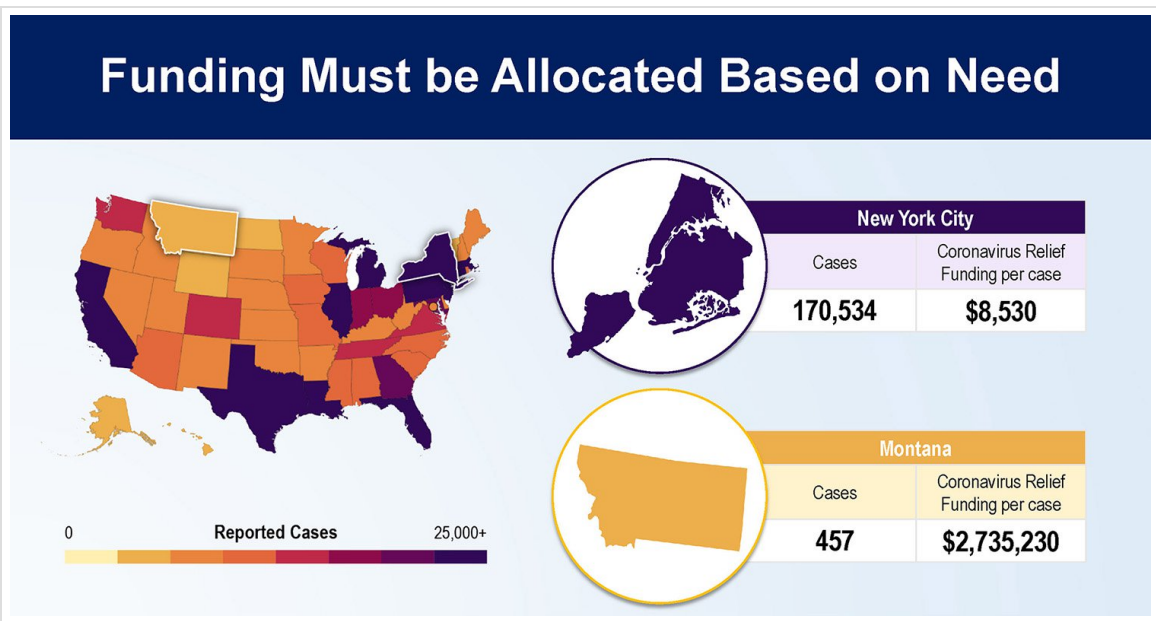 Funding Must be Allocated Based on Need
New York City
Cases
Coronavirus Relief
Funding per case
170,534
$8,530
Montana
Cases
Coronavirus Relief
Funding per case
457
$2,735,230
0
Reported Cases
25,000+